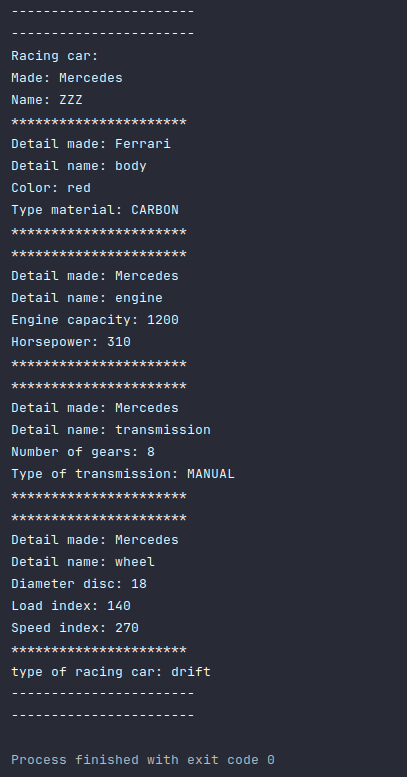 -----------------------
-----------------------
Racing car:
Made: Mercedes
Name: ZZZ
**********************
Detail made: Ferrari
Detail name: body
Color: red
Type material: CARBON
**********************
**********************
Detail made: Mercedes
Detail name: engine
Engine capacity: 1200
Horsepower: 310
**********************
**********************
Detail made: Mercedes
Detail name: transmission
Number of gears: 8
Type of transmission: MANUAL
**********************
**********************
Detail made: Mercedes
Detail name: wheel
Diameter disc: 18
Load index: 140
Speed index: 270
**********************
type of racing car: drift
-----------------------
-----------------------
Process finished with exit code 0